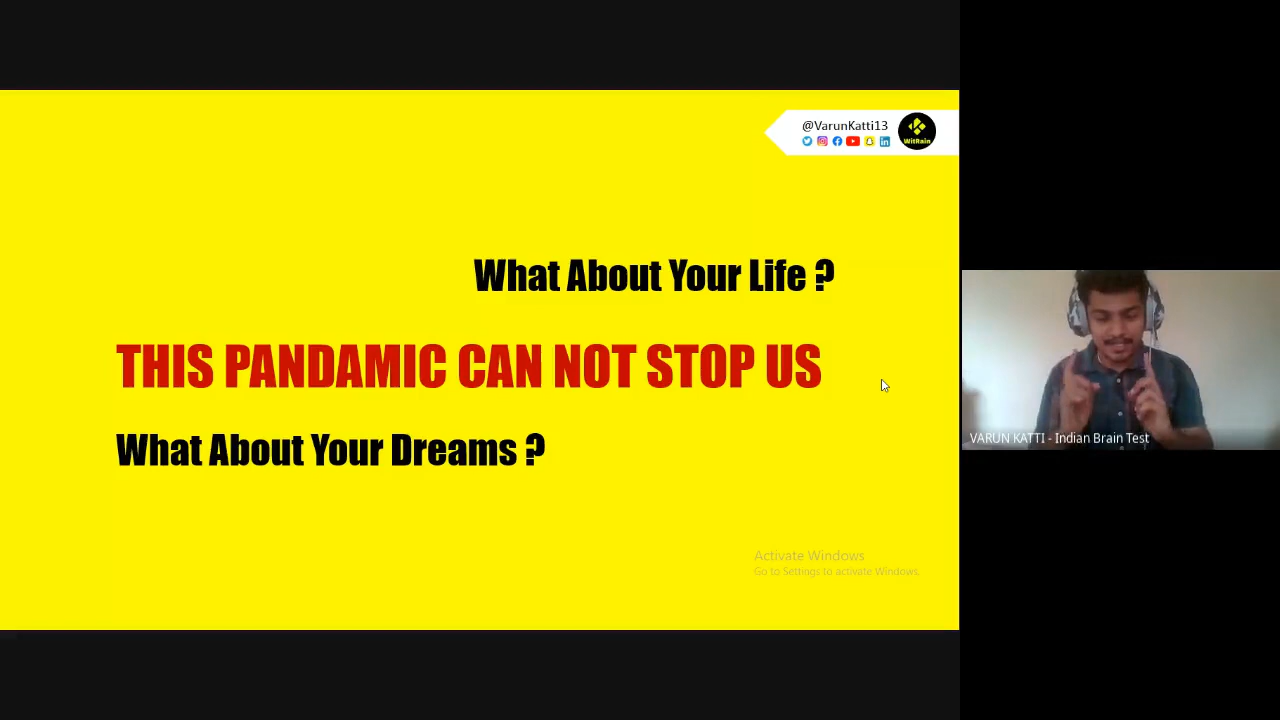 @VarunKatti13
WitRain
What About Your Life ?
THIS PANDAMIC CAN NOT STOP US
What About Your Dreams ?
VARUN KATTI - Indian Brain Test
Activate Windows
Go to Settings to activate Windows.